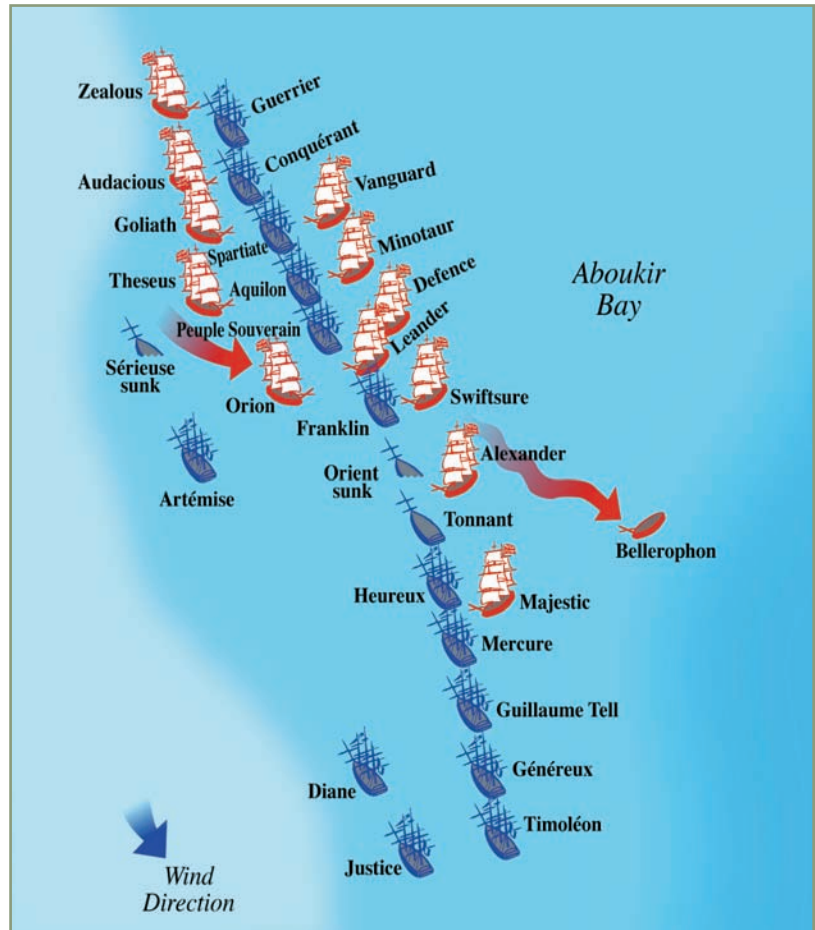 Zealous
Guerrier
Conquérant
Audacious
Vanguard
Goliath
Minotaur
Spartiate
Defence
Theseus
Aquilon
Aboukir
Bay
Peuple Souverain
Leander
Sérieuse
sunk
Orion
Swiftsure
Franklin
Alexander
Orient
sunk
Artémise
Tonnant
Bellerophon
Heureux
Majestic
Mercure
Guillaume Tell
Généreux
Diane
Timoléon
Justice
Wind
Direction